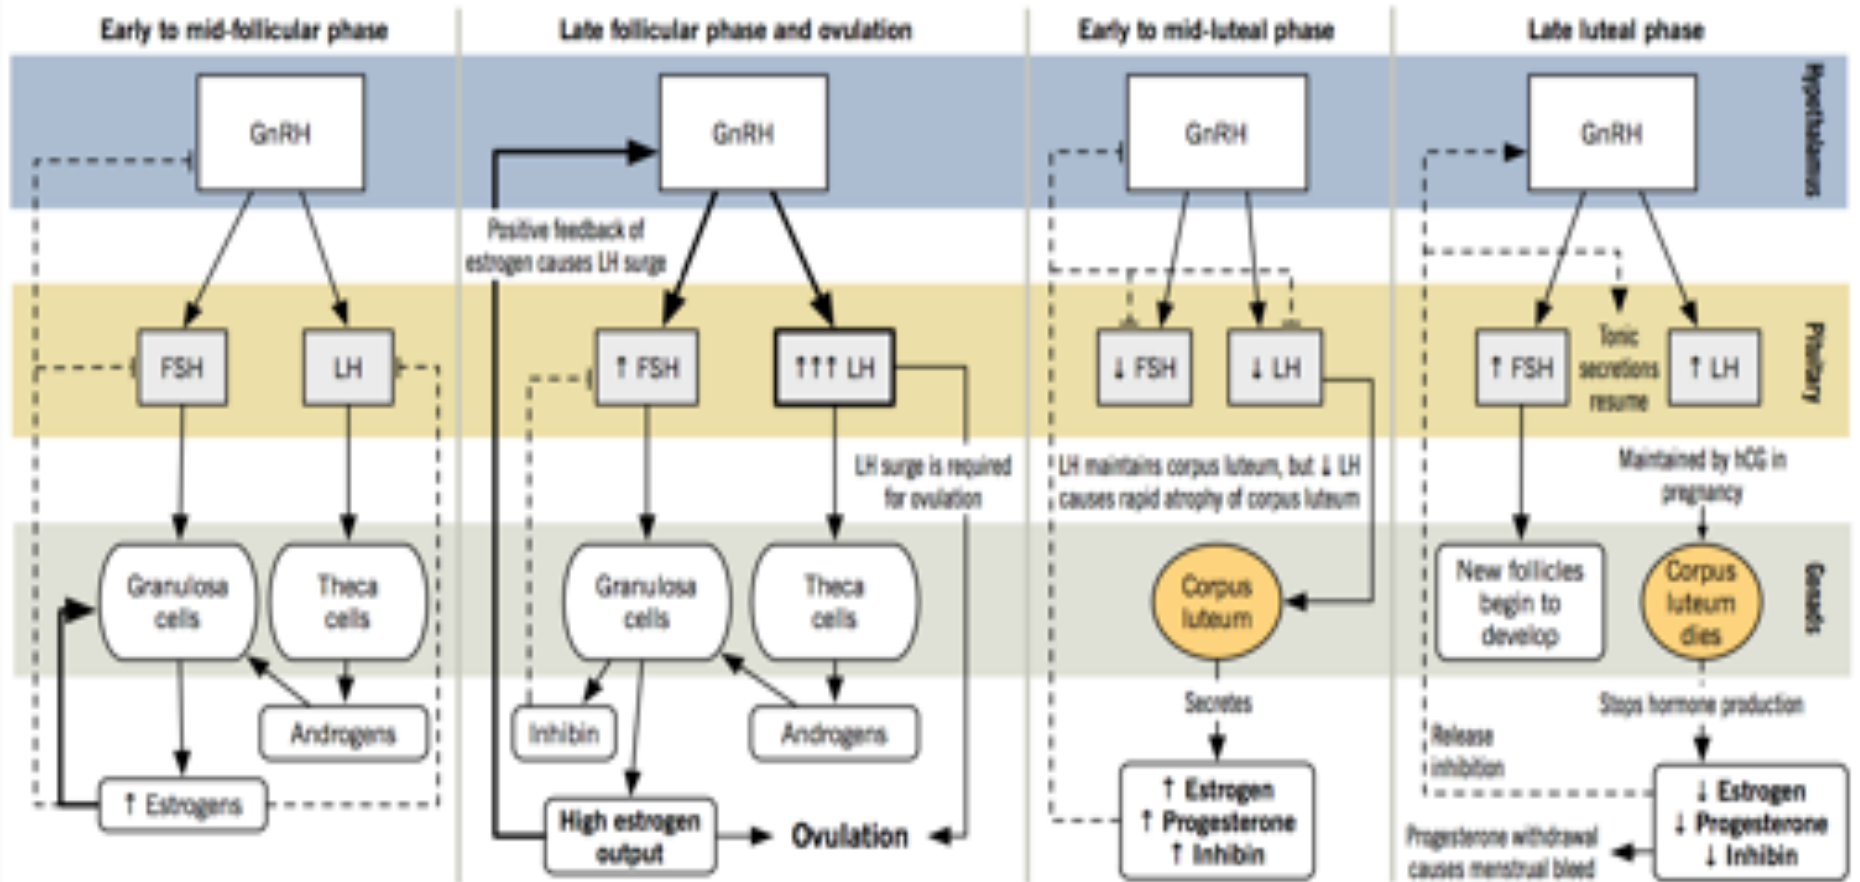 Early to mid-follicular phase
GnRH
FSH
LH
Granulosa
cells
Theca
cells
Androgens
↑ Estrogens
Late follicular phase and ovulation
GnRH
Positive feedback of
estrogen causes LH surge
↑ FSH
↑↑↑ LH
LH surge is required
for ovulation
Granulosa
cells
Theca
cells
Inhibin
Androgens
High estrogen
output
Ovulation
Early to mid-luteal phase
GnRH
↓ FSH
↓ LH
LH maintains corpus luteum, but ↓ LH
causes rapid atrophy of corpus luteum
Corpus
luteum
Secretes
↑ Estrogen
↑ Progesterone
↑ Inhibin
Late luteal phase
GnRH
↑ FSH
Tonic
secretions
resume
↑ LH
Maintained by hCG in
pregnancy
New follicles
begin to
develop
Corpus
luteum
dies
Stops hormone production
Release
inhibition
↓ Estrogen
↓ Progesterone
↓ Inhibin
Progesterone withdrawal
causes menstrual bleed
Hypothalamus
Pituitary
Gonads